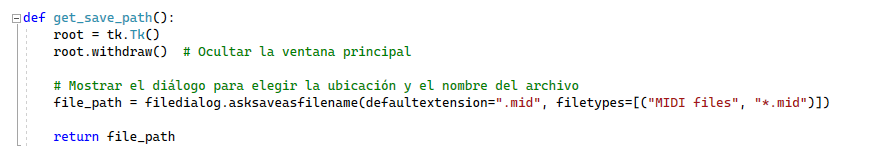 def get_save_path():
    root = tk.Tk()
    root.withdraw()  # Ocultar la ventana principal

    # Mostrar el diálogo para elegir la ubicación y el nombre del archivo
    file_path = filedialog.asksaveasfilename(defaultextension=".mid", filetypes=[("MIDI files", "*.mid")])

    return file_path